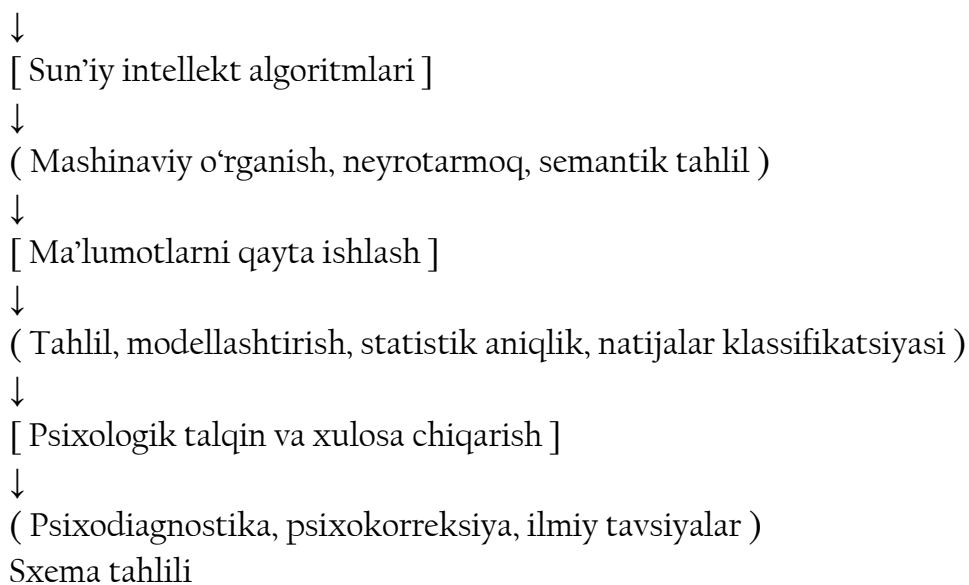 ↓
[ Sun’iy intellekt algoritmlari ]
↓
( Mashinaviy o‘rganish, neyrotarmoq, semantik tahlil )
↓
[ Ma’lumotlarni qayta ishlash ]
↓
( Tahlil, modellashtirish, statistik aniqlik, natijalar klassifikatsiyasi )
↓
[ Psixologik talqin va xulosa chiqarish ]
↓
( Psixodiagnostika, psixokorreksiya, ilmiy tavsiyalar )
Sxema tahlili